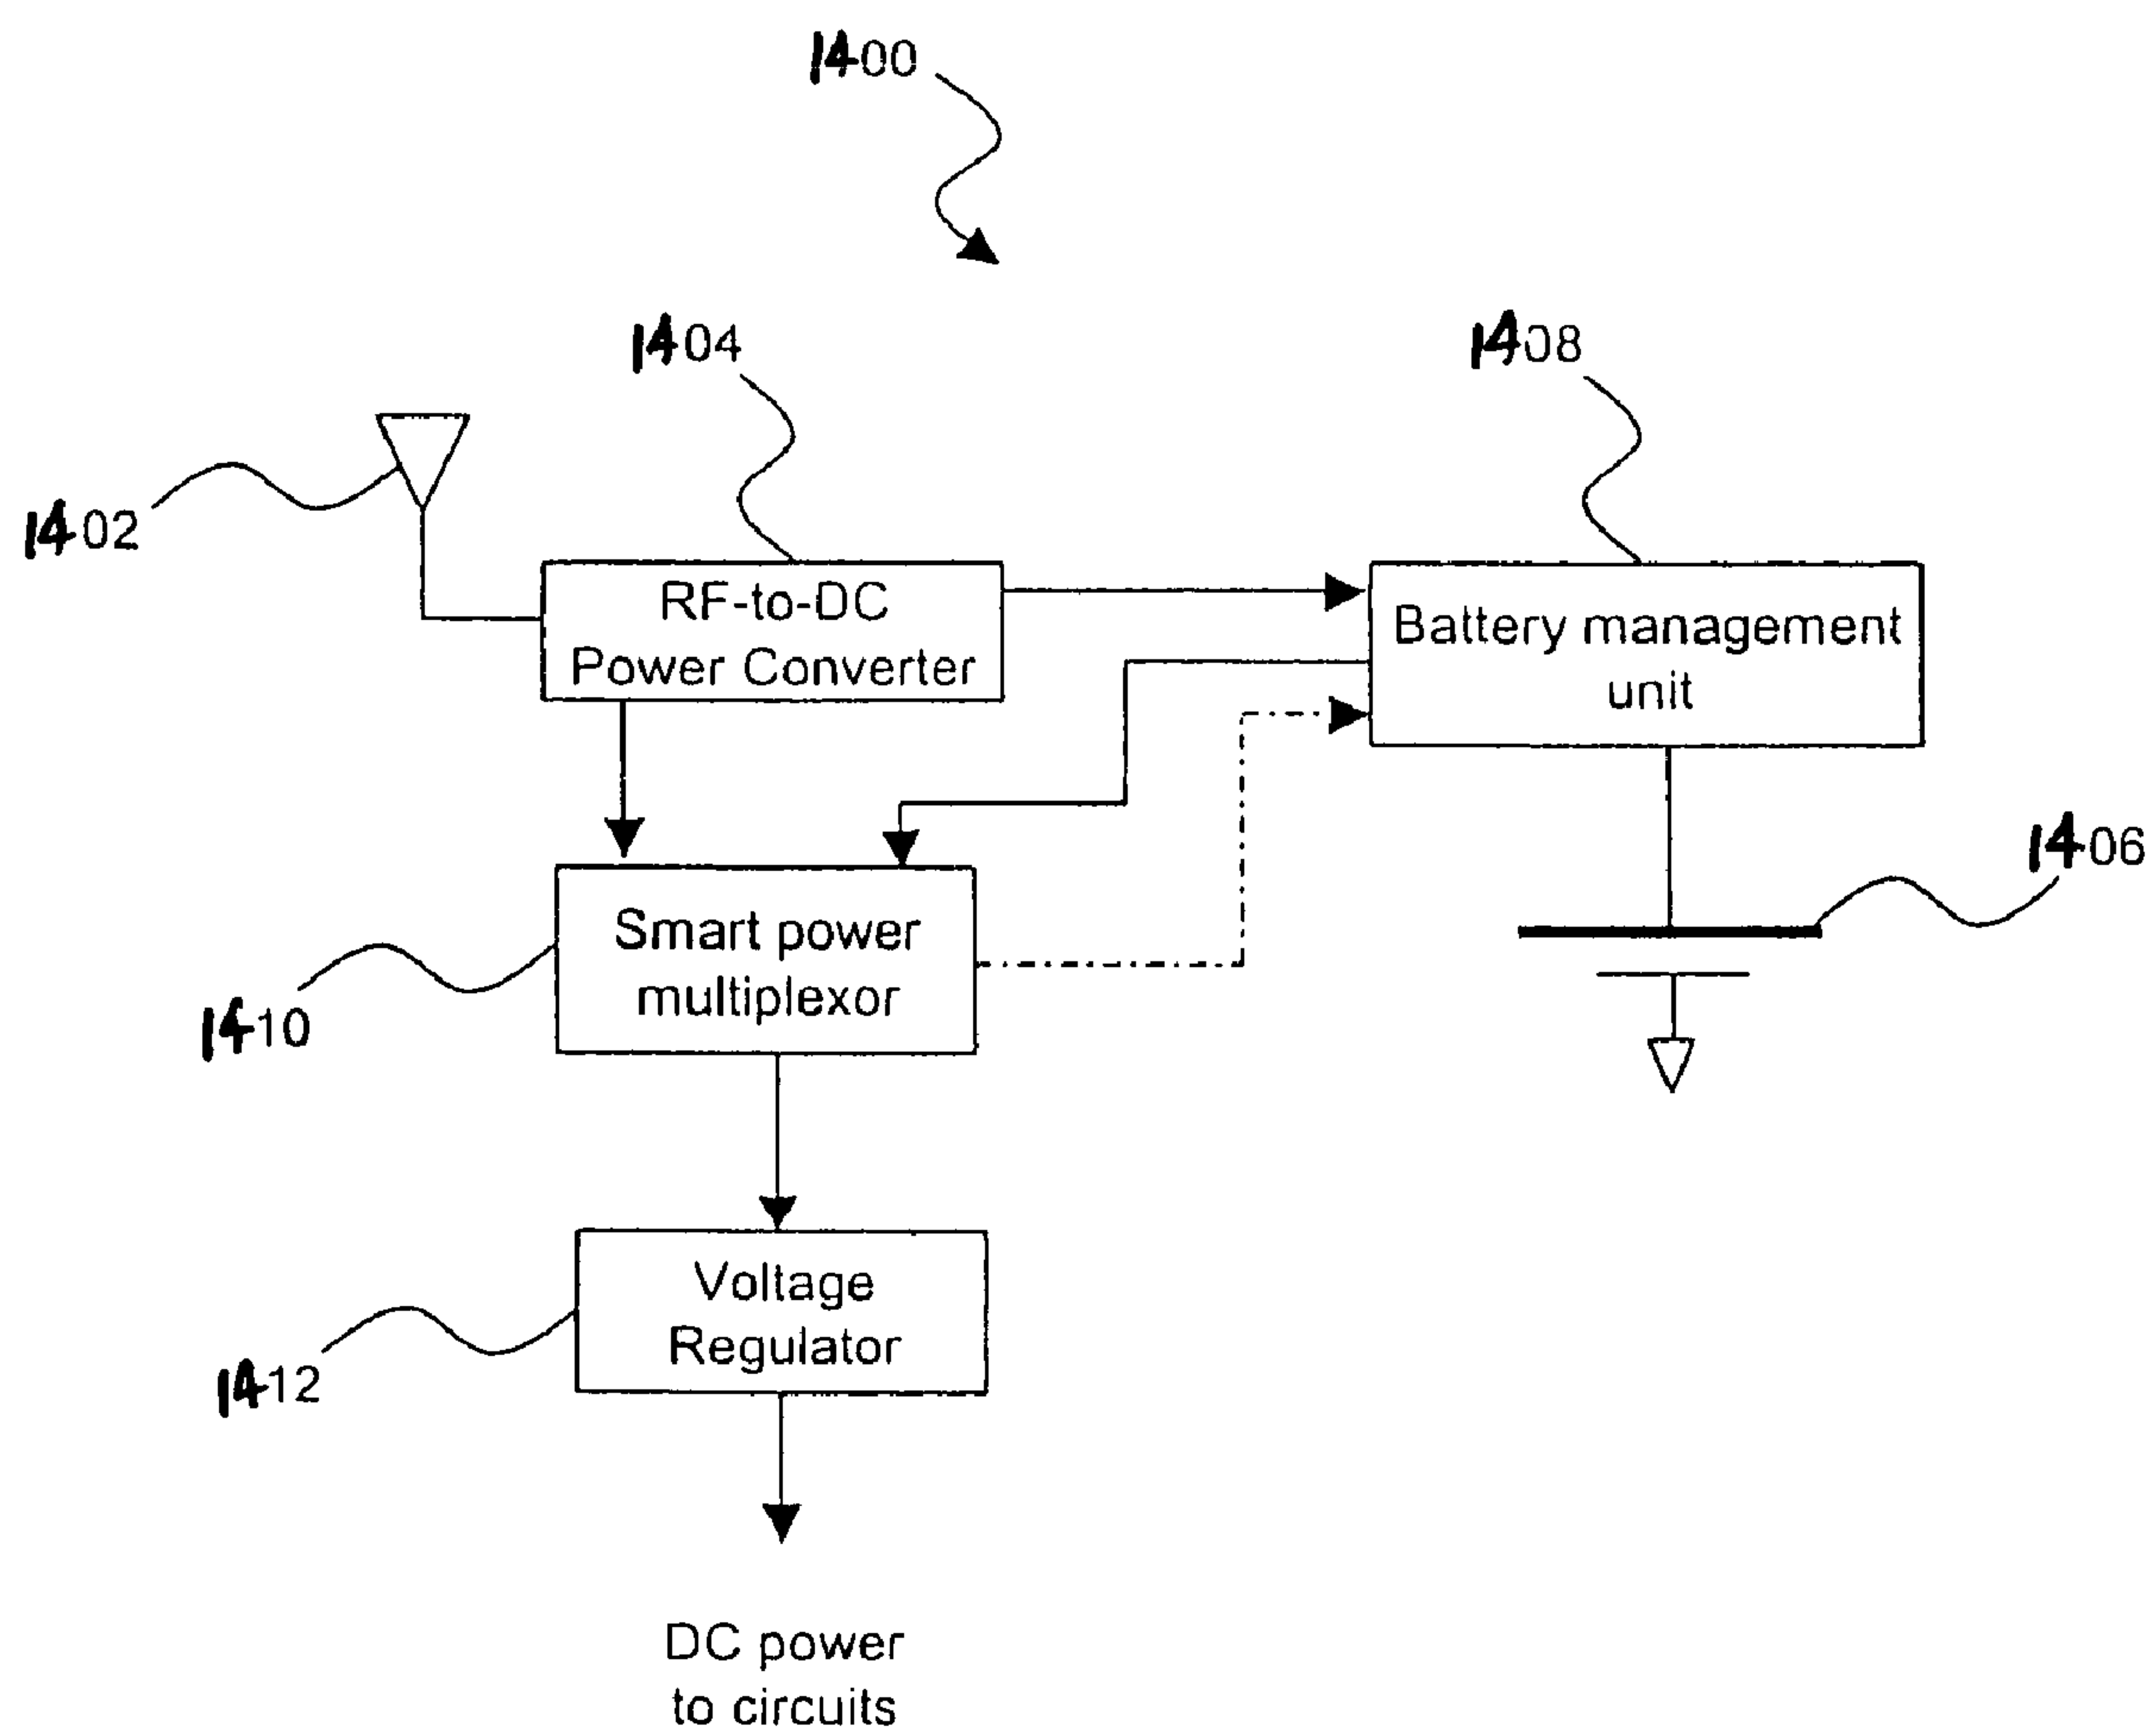 1400
1404
1408
1402
RF-to-DC
Power Converter
Battery management
unit
1406
Smart power
multiplexor
1410
Voltage
Regulator
1412
DC power
to circuits